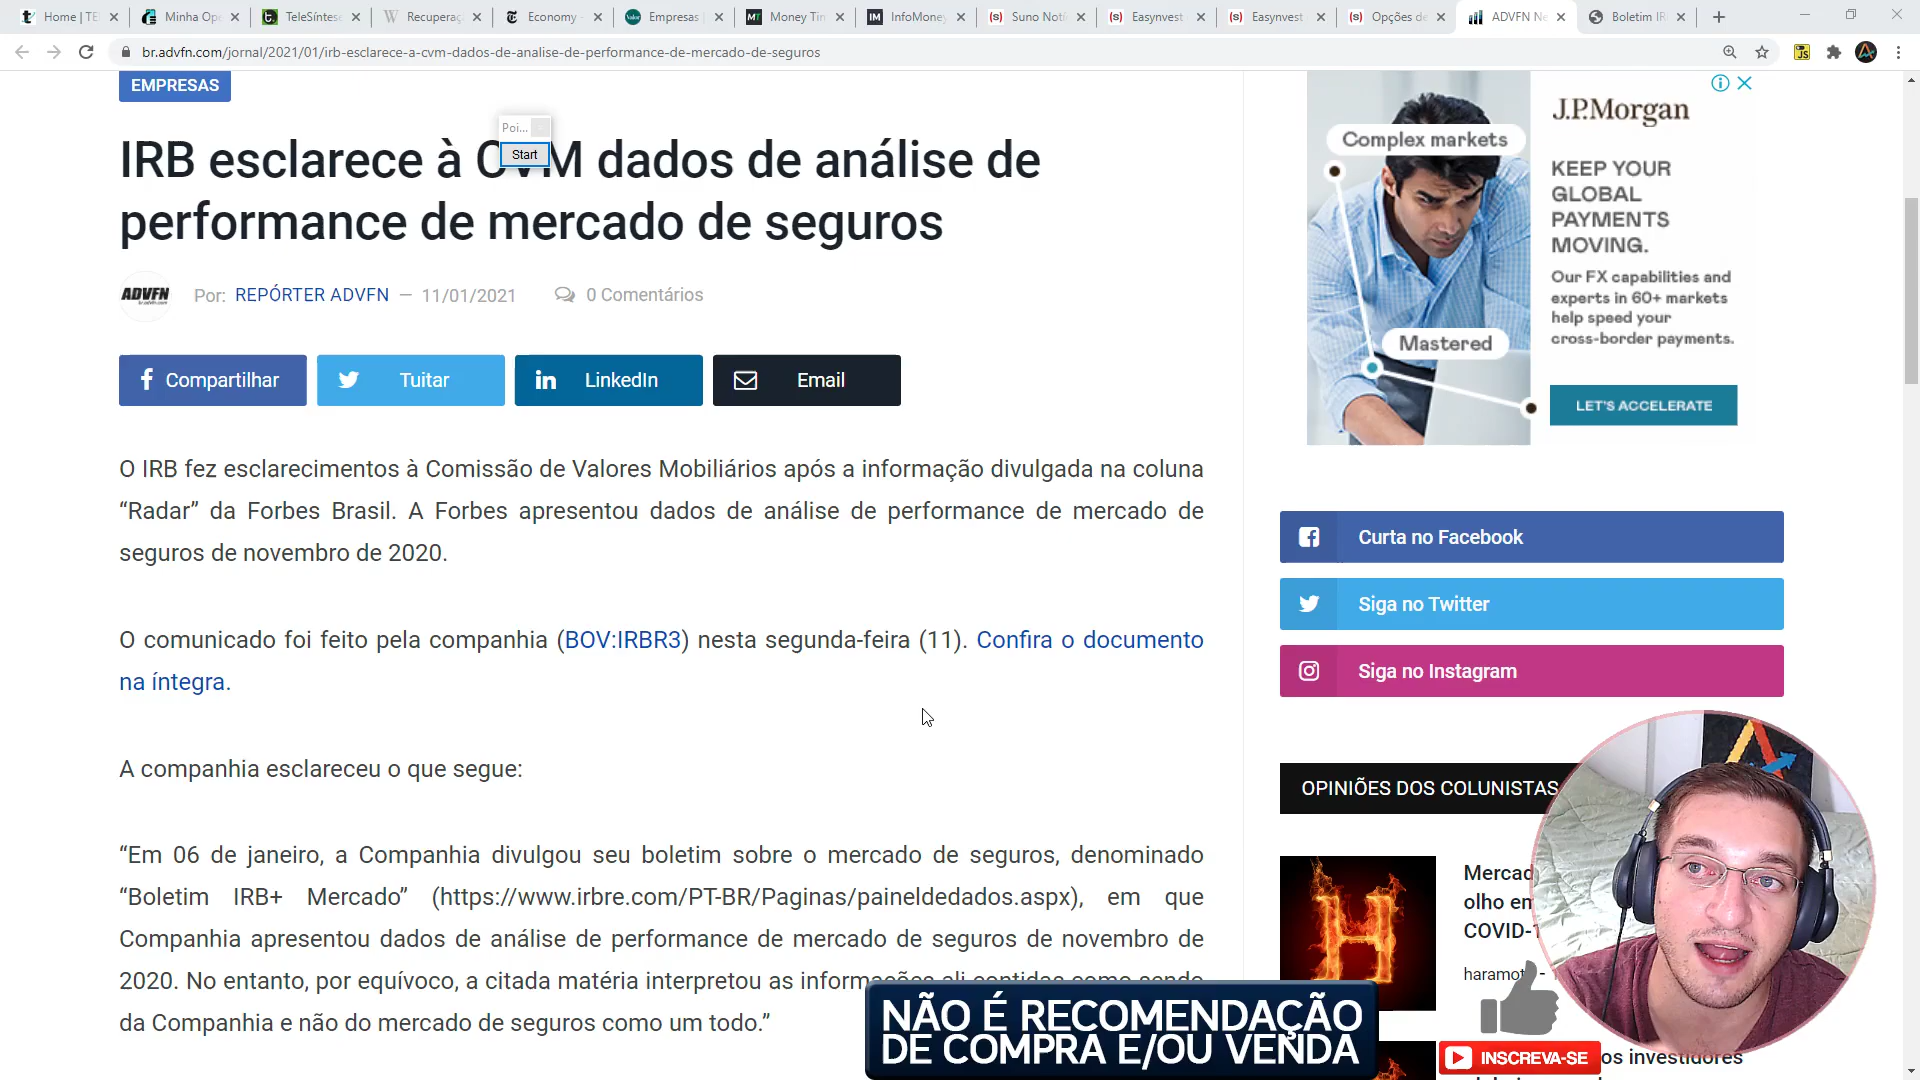 Home | TE
Minha Ope
TeleSíntese
Recuperaç
Economy -
Empresas |
Money Tim
InfoMoney
Suno Notí
Easynvest
Easynvest
Opções de
ADVFN Ne
Boletim IR
br.advfn.com/jornal/2021/01/irb-esclarece-a-cvm-dados-de-analise-de-performance-de-mercado-de-seguros
EMPRESAS
Poi...
Start
IRB esclarece à CVM dados de análise de
performance de mercado de seguros
ADVFN
Por: REPÓRTER ADVFN — 11/01/2021 0 Comentários
Compartilhar
Tuitar
LinkedIn
Email
O IRB fez esclarecimentos à Comissão de Valores Mobiliários após a informação divulgada na coluna
“Radar” da Forbes Brasil. A Forbes apresentou dados de análise de performance de mercado de
seguros de novembro de 2020.
O comunicado foi feito pela companhia (BOV:IRBR3) nesta segunda-feira (11). Confira o documento
na íntegra.
A companhia esclareceu o que segue:
“Em 06 de janeiro, a Companhia divulgou seu boletim sobre o mercado de seguros, denominado
“Boletim IRB+ Mercado” (https://www.irbre.com/PT-BR/Paginas/paineldedados.aspx), em que
Companhia apresentou dados de análise de performance de mercado de seguros de novembro de
2020. No entanto, por equívoco, a citada matéria interpretou as informações ali contidas como sendo
da Companhia e não do mercado de seguros como um todo.”
J.P.Morgan
Complex markets
Mastered
KEEP YOUR
GLOBAL
PAYMENTS
MOVING.
Our FX capabilities and
experts in 60+ markets
help speed your
cross-border payments.
LET'S ACCELERATE
Curta no Facebook
Siga no Twitter
Siga no Instagram
OPINIÕES DOS COLUNISTAS
Mercad
olho en
COVID-1
haramot -
os investidores
NÃO É RECOMENDAÇÃO
DE COMPRA E/OU VENDA
INSCREVA-SE